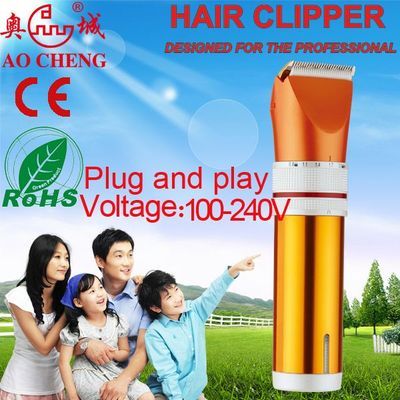 奥城
AO CHENG
HAIR CLIPPER
DESIGNED FOR THE PROFESSIONAL
CE
RoHS
Plug and play
Voltage:100-240V